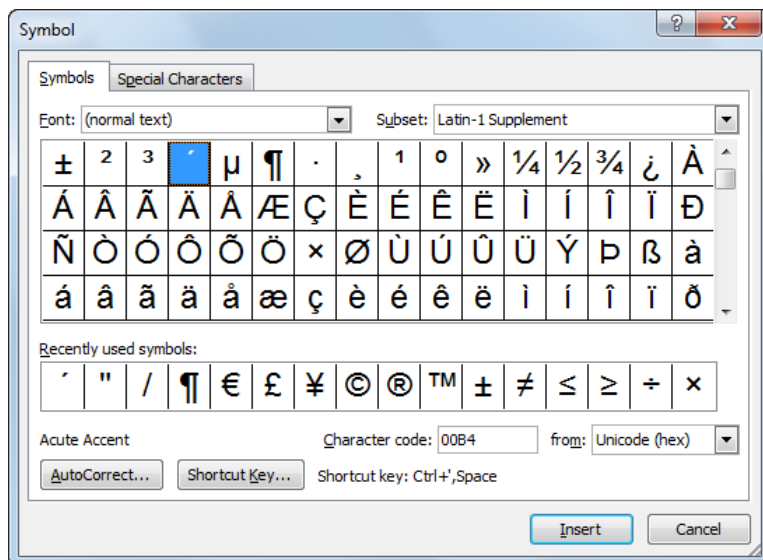 Symbol
Symbols Special Characters
Font: (normal text) Subset: Latin-1 Supplement
± ² ³ ´ µ ¶ · ¸ ¹ º » ¼ ½ ¾ ¿ À
Á Â Ã Ä Å Æ Ç È É Ê Ë Ì Í Î Ï Ð
Ñ Ò Ó Ô Õ Ö × Ø Ù Ú Û Ü Ý Þ ß à
á â ã ä å æ ç è é ê ë ì í î ï ð
Recently used symbols:
´ " / ¶ € £ ¥ © ® ™ ± ≠ ≤ ≥ ÷ ×
Acute Accent Character code: 00B4 from: Unicode (hex)
AutoCorrect... Shortcut Key... Shortcut key: Ctrl+',Space
Insert Cancel